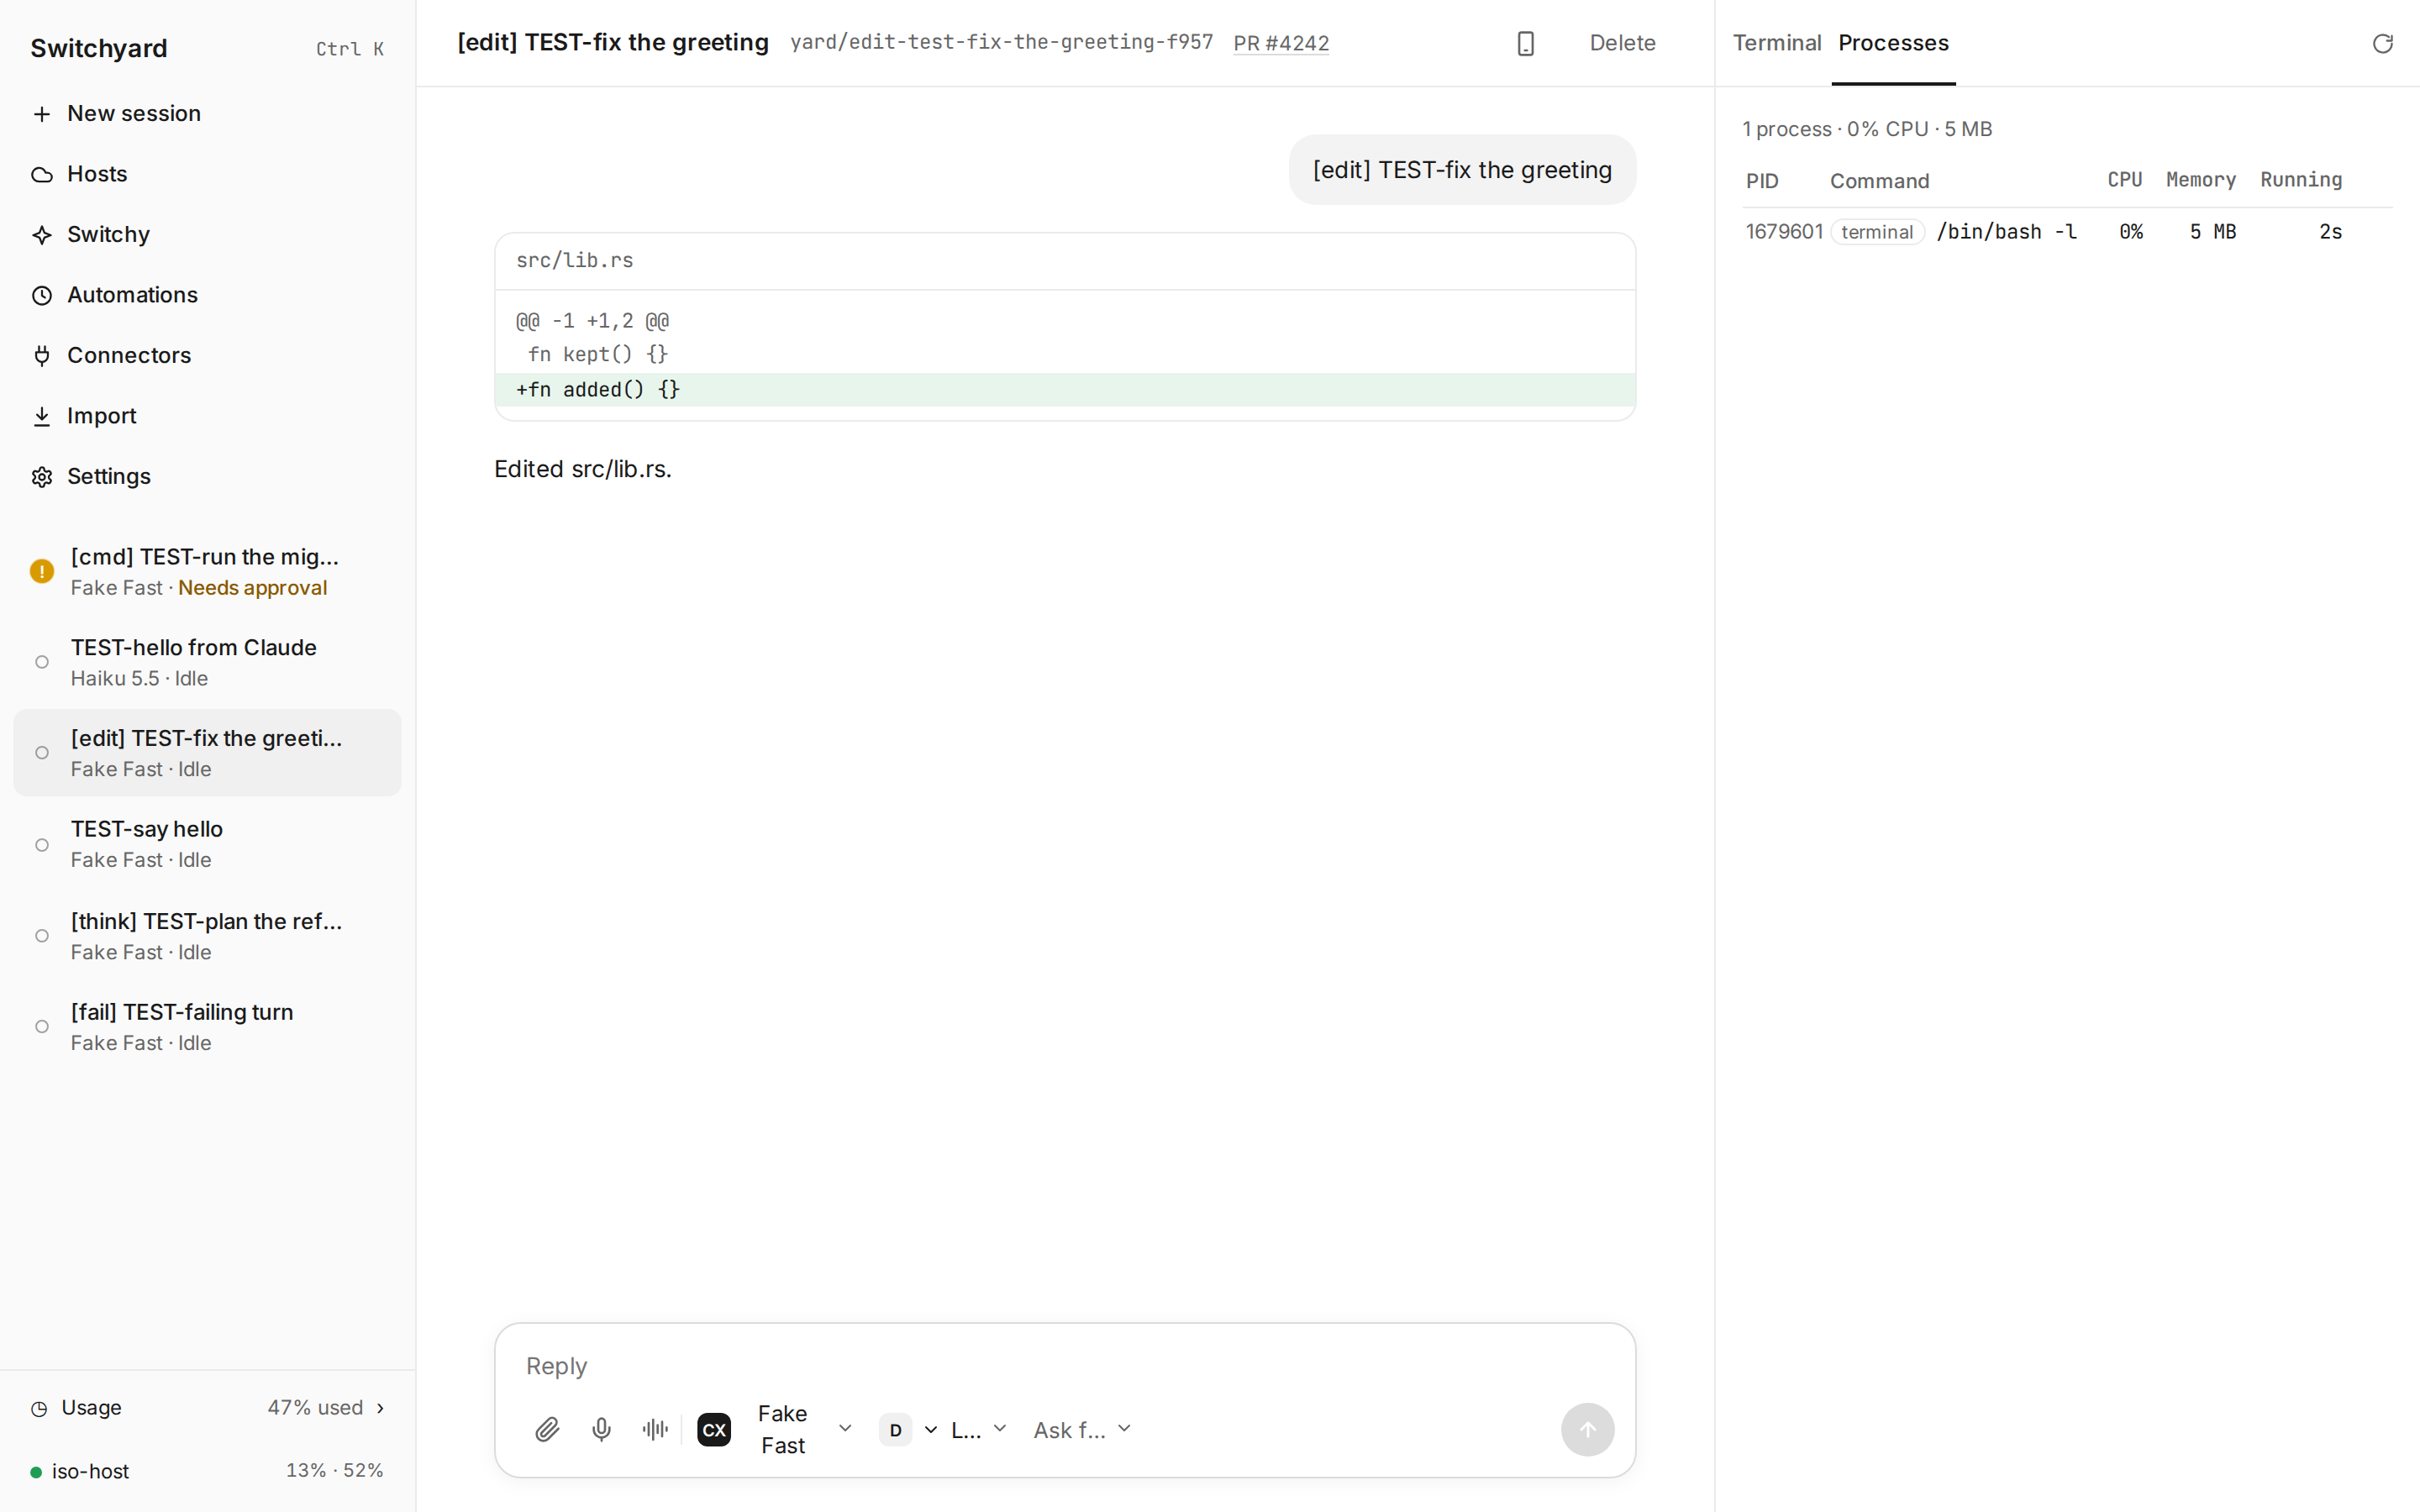 Switchyard Ctrl K
New session
Hosts
Switchy
Automations
Connectors
Import
Settings
[cmd] TEST-run the mig...
Fake Fast · Needs approval
TEST-hello from Claude
Haiku 5.5 · Idle
[edit] TEST-fix the greeti...
Fake Fast · Idle
TEST-say hello
Fake Fast · Idle
[think] TEST-plan the ref...
Fake Fast · Idle
[fail] TEST-failing turn
Fake Fast · Idle
Usage 47% used
iso-host 13% · 52%
[edit] TEST-fix the greeting yard/edit-test-fix-the-greeting-f957 PR #4242 Delete
[edit] TEST-fix the greeting
src/lib.rs
@@ -1 +1,2 @@
fn kept() {}
+fn added() {}
Edited src/lib.rs.
Reply
CX Fake Fast D L... Ask f...
Terminal Processes
1 process · 0% CPU · 5 MB
PID Command CPU Memory Running
1679601 terminal /bin/bash -l 0% 5 MB 2s